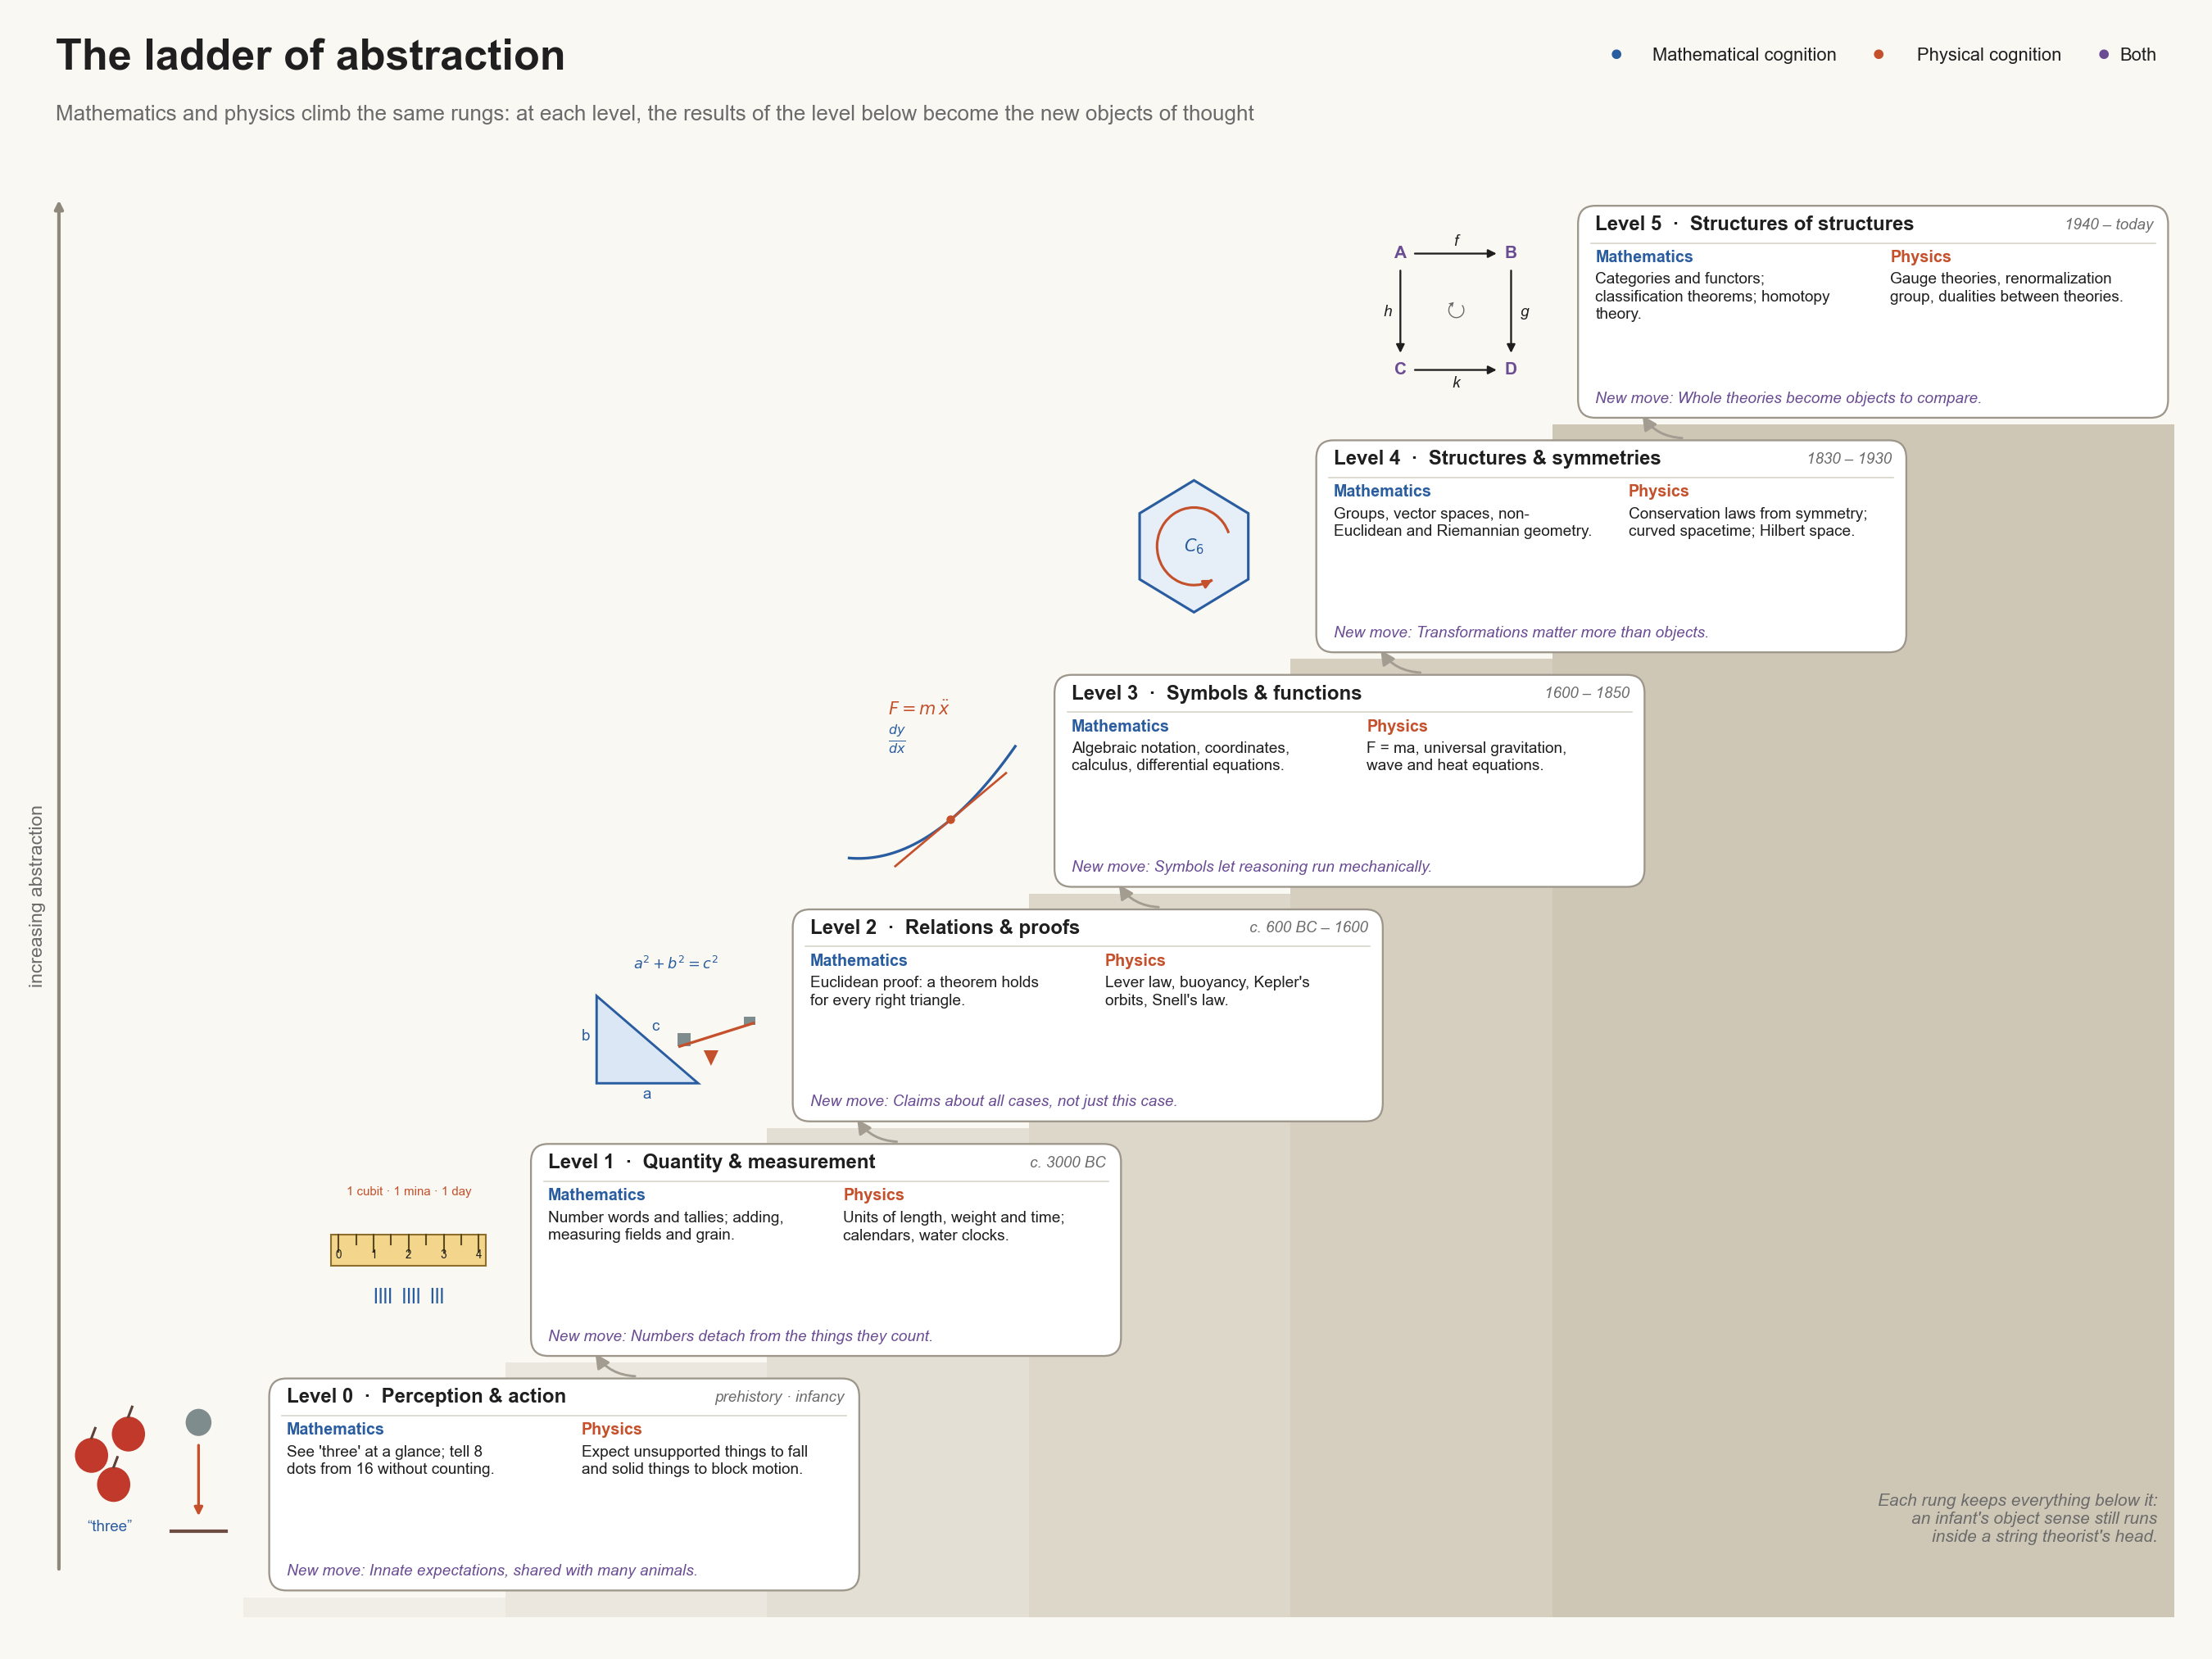 The ladder of abstraction
Mathematical cognition
Physical cognition
Both
Mathematics and physics climb the same rungs: at each level, the results of the level below become the new objects of thought
increasing abstraction
A
f
B
h
g
C
k
D
Level 5 · Structures of structures
1940 – today
Mathematics
Categories and functors;
classification theorems; homotopy
theory.
Physics
Gauge theories, renormalization
group, dualities between theories.
New move: Whole theories become objects to compare.
C₆
Level 4 · Structures & symmetries
1830 – 1930
Mathematics
Groups, vector spaces, non-
Euclidean and Riemannian geometry.
Physics
Conservation laws from symmetry;
curved spacetime; Hilbert space.
New move: Transformations matter more than objects.
F = m ẍ
dy
dx
Level 3 · Symbols & functions
1600 – 1850
Mathematics
Algebraic notation, coordinates,
calculus, differential equations.
Physics
F = ma, universal gravitation,
wave and heat equations.
New move: Symbols let reasoning run mechanically.
a² + b² = c²
b
c
a
Level 2 · Relations & proofs
c. 600 BC – 1600
Mathematics
Euclidean proof: a theorem holds
for every right triangle.
Physics
Lever law, buoyancy, Kepler's
orbits, Snell's law.
New move: Claims about all cases, not just this case.
1 cubit · 1 mina · 1 day
0 1 2 3 4
Level 1 · Quantity & measurement
c. 3000 BC
Mathematics
Number words and tallies; adding,
measuring fields and grain.
Physics
Units of length, weight and time;
calendars, water clocks.
New move: Numbers detach from the things they count.
“three”
Level 0 · Perception & action
prehistory · infancy
Mathematics
See 'three' at a glance; tell 8
dots from 16 without counting.
Physics
Expect unsupported things to fall
and solid things to block motion.
New move: Innate expectations, shared with many animals.
Each rung keeps everything below it:
an infant's object sense still runs
inside a string theorist's head.